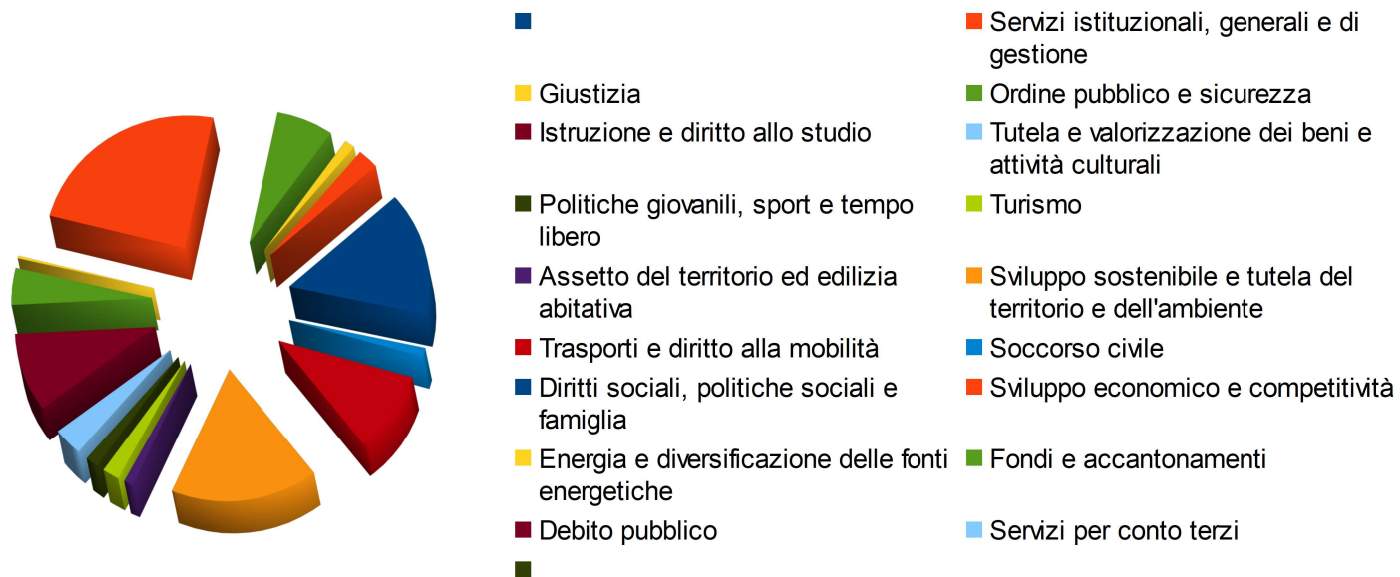 Servizi istituzionali, generali e di
gestione
Giustizia
Ordine pubblico e sicurezza
Istruzione e diritto allo studio
Tutela e valorizzazione dei beni e
attività culturali
Politiche giovanili, sport e tempo
libero
Turismo
Assetto del territorio ed edilizia
abitativa
Sviluppo sostenibile e tutela del
territorio e dell'ambiente
Trasporti e diritto alla mobilità
Soccorso civile
Diritti sociali, politiche sociali e
famiglia
Sviluppo economico e competitività
Energia e diversificazione delle fonti
energetiche
Fondi e accantonamenti
Debito pubblico
Servizi per conto terzi